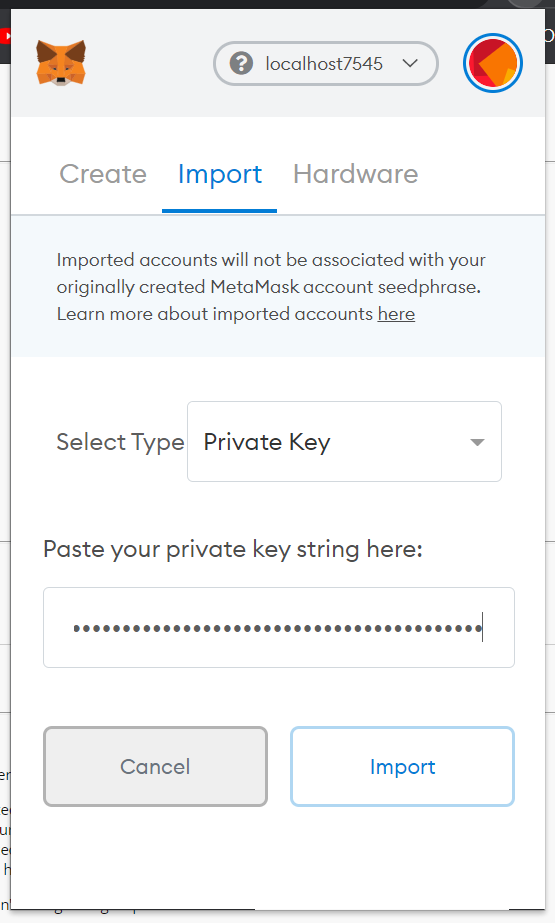 localhost7545
Create Import Hardware
Imported accounts will not be associated with your
originally created MetaMask account seedphrase.
Learn more about imported accounts here
Select Type Private Key
Paste your private key string here:
Cancel Import